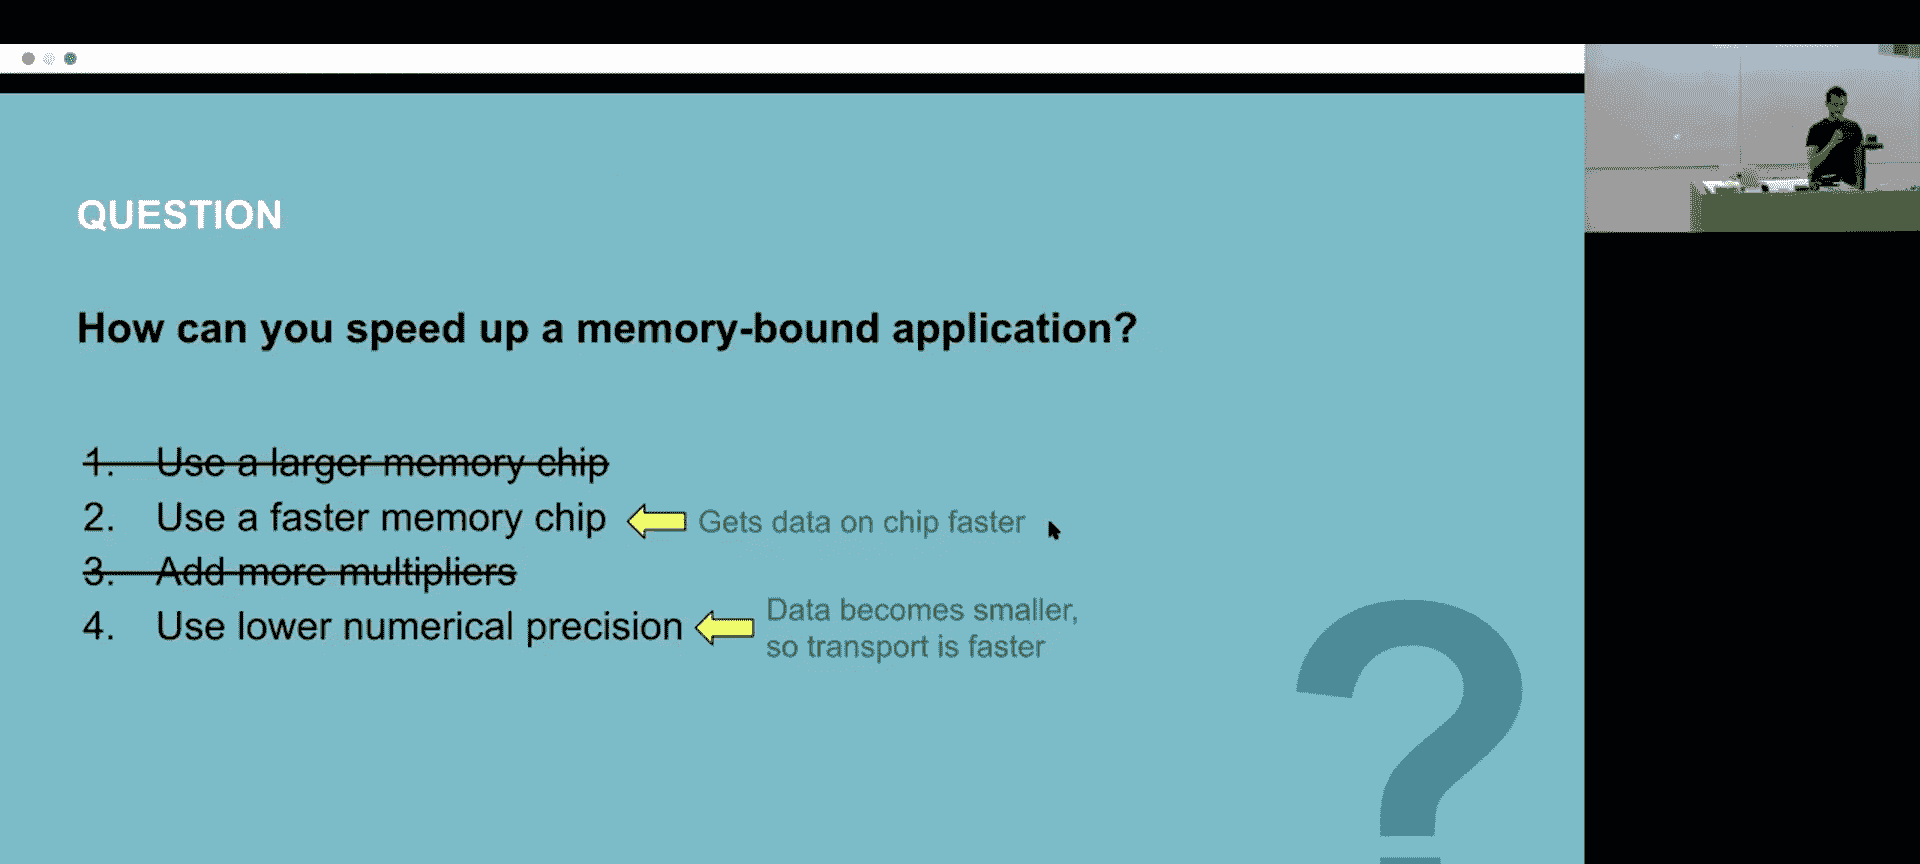 QUESTION
How can you speed up a memory-bound application?
1. Use a larger memory chip
2. Use a faster memory chip
Gets data on chip faster
3. Add more multipliers
4. Use lower numerical precision
Data becomes smaller,
so transport is faster
?